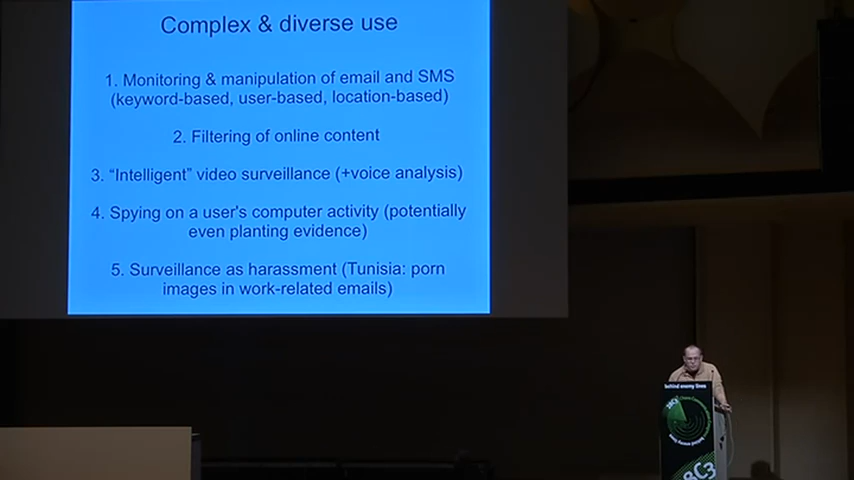 Complex & diverse use
1. Monitoring & manipulation of email and SMS
(keyword-based, user-based, location-based)
2. Filtering of online content
3. “Intelligent” video surveillance (+voice analysis)
4. Spying on a user's computer activity (potentially
even planting evidence)
5. Surveillance as harassment (Tunisia: porn
images in work-related emails)
behind enemy lines